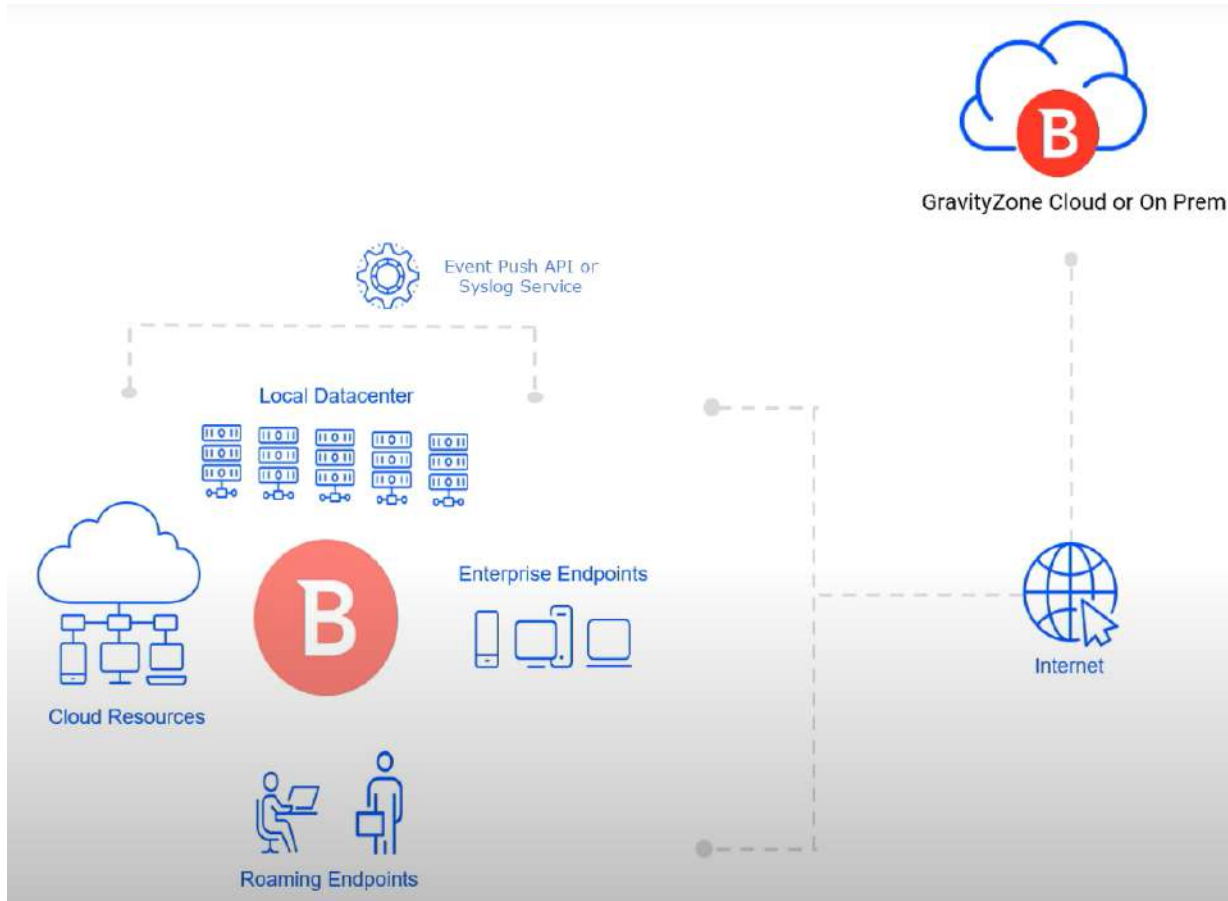 B
GravityZone Cloud or On Prem
Event Push API or
Syslog Service
Local Datacenter
Enterprise Endpoints
B
Internet
Cloud Resources
Roaming Endpoints